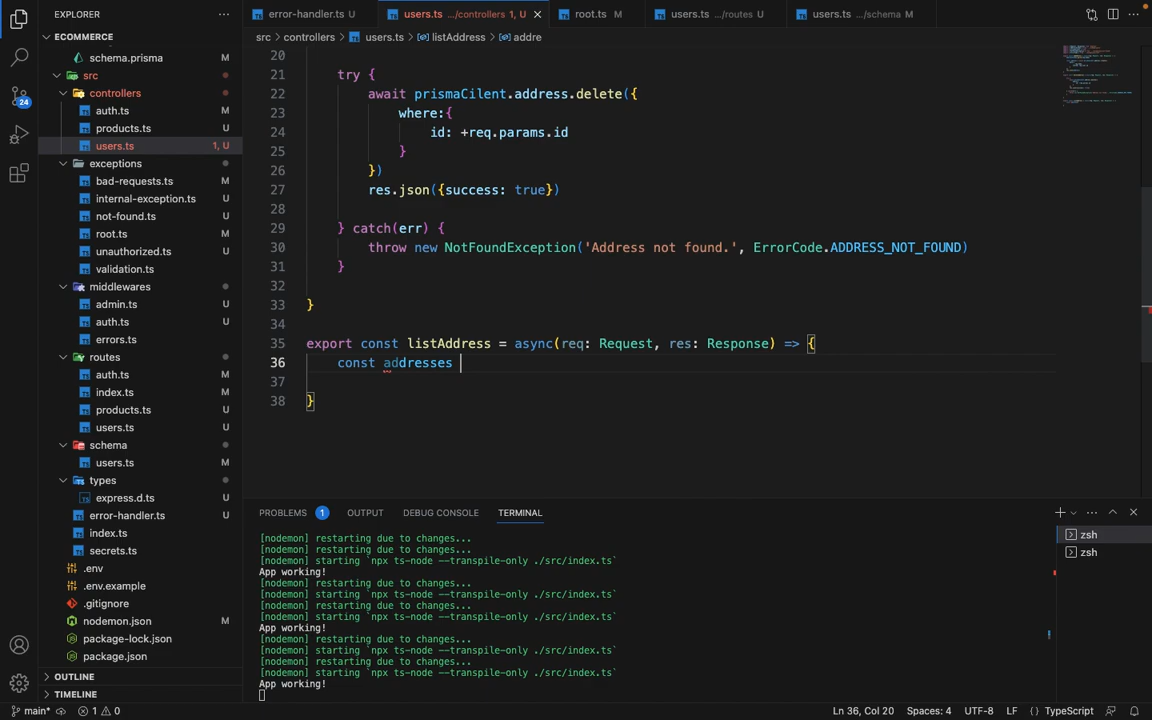 EXPLORER
ECOMMERCE
schema.prisma M
src
controllers
auth.ts M
products.ts U
users.ts 1, U
exceptions
bad-requests.ts M
internal-exception.ts U
not-found.ts U
root.ts M
unauthorized.ts U
validation.ts M
middlewares
admin.ts U
auth.ts U
errors.ts M
routes
auth.ts M
index.ts M
products.ts U
users.ts U
schema
users.ts M
types
express.d.ts U
error-handler.ts U
index.ts M
secrets.ts M
.env
.env.example
.gitignore
nodemon.json M
package-lock.json
package.json
OUTLINE
TIMELINE
24
error-handler.ts U
users.ts .../controllers 1, U
root.ts M
users.ts .../routes U
users.ts .../schema M
src > controllers > users.ts > listAddress > addre
20
21 try {
22 await prismaCilent.address.delete({
23 where:{
24 id: +req.params.id
25 }
26 })
27 res.json({success: true})
28
29 } catch(err) {
30 throw new NotFoundException('Address not found.', ErrorCode.ADDRESS_NOT_FOUND)
31 }
32
33 }
34
35 export const listAddress = async(req: Request, res: Response) => {
36 const addresses
37
38 }
PROBLEMS 1 OUTPUT DEBUG CONSOLE TERMINAL
[nodemon] restarting due to changes...
[nodemon] restarting due to changes...
[nodemon] starting `npx ts-node --transpile-only ./src/index.ts`
App working!
[nodemon] restarting due to changes...
[nodemon] starting `npx ts-node --transpile-only ./src/index.ts`
[nodemon] restarting due to changes...
[nodemon] starting `npx ts-node --transpile-only ./src/index.ts`
App working!
[nodemon] restarting due to changes...
[nodemon] starting `npx ts-node --transpile-only ./src/index.ts`
[nodemon] restarting due to changes...
[nodemon] starting `npx ts-node --transpile-only ./src/index.ts`
App working!
zsh
zsh
main* 1 0 Ln 36, Col 20 Spaces: 4 UTF-8 LF {} TypeScript